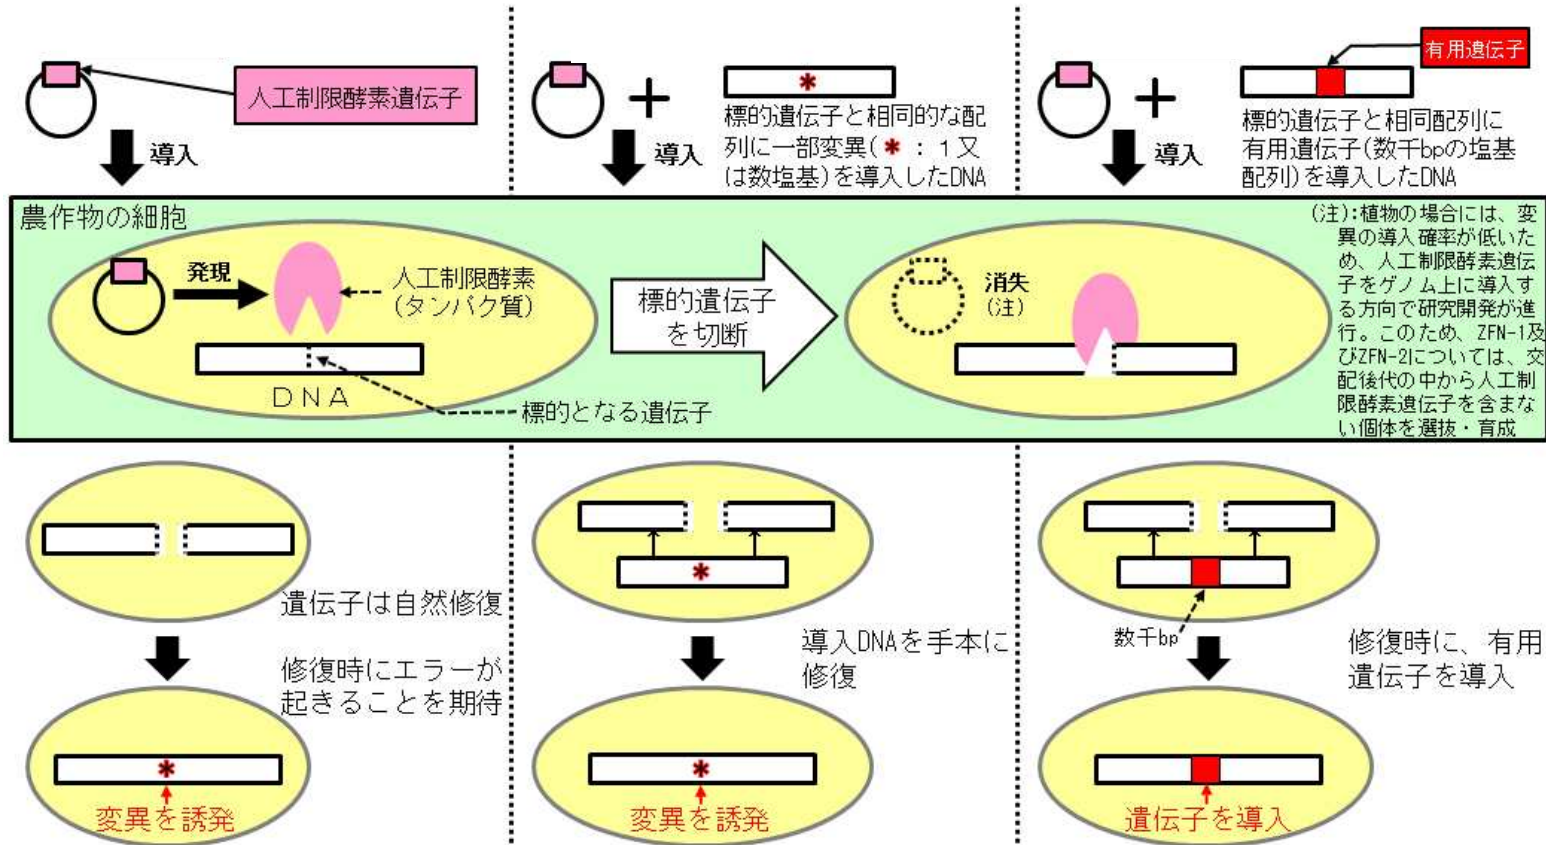 人工制限酵素遺伝子
導入
＊
標的遺伝子と相同的な配
列に一部変異(＊：１又
は数塩基)を導入したDNA
導入
有用遺伝子
標的遺伝子と相同配列に
有用遺伝子(数千bpの塩基
配列)を導入したDNA
導入
農作物の細胞
発現
人工制限酵素
(タンパク質)
ＤＮＡ
標的となる遺伝子
標的遺伝子
を切断
消失
(注)
(注):植物の場合には、変
異の導入確率が低いた
め、人工制限酵素遺伝
子をゲノム上に導入す
る方向で研究開発が進
行。このため、ZFN-1及
びZFN-2については、交
配後代の中から人工制
限酵素遺伝子を含まな
い個体を選抜・育成
遺伝子は自然修復
修復時にエラーが
起きることを期待
＊
変異を誘発
＊
導入DNAを手本に
修復
＊
変異を誘発
数千bp
修復時に、有用
遺伝子を導入
遺伝子を導入